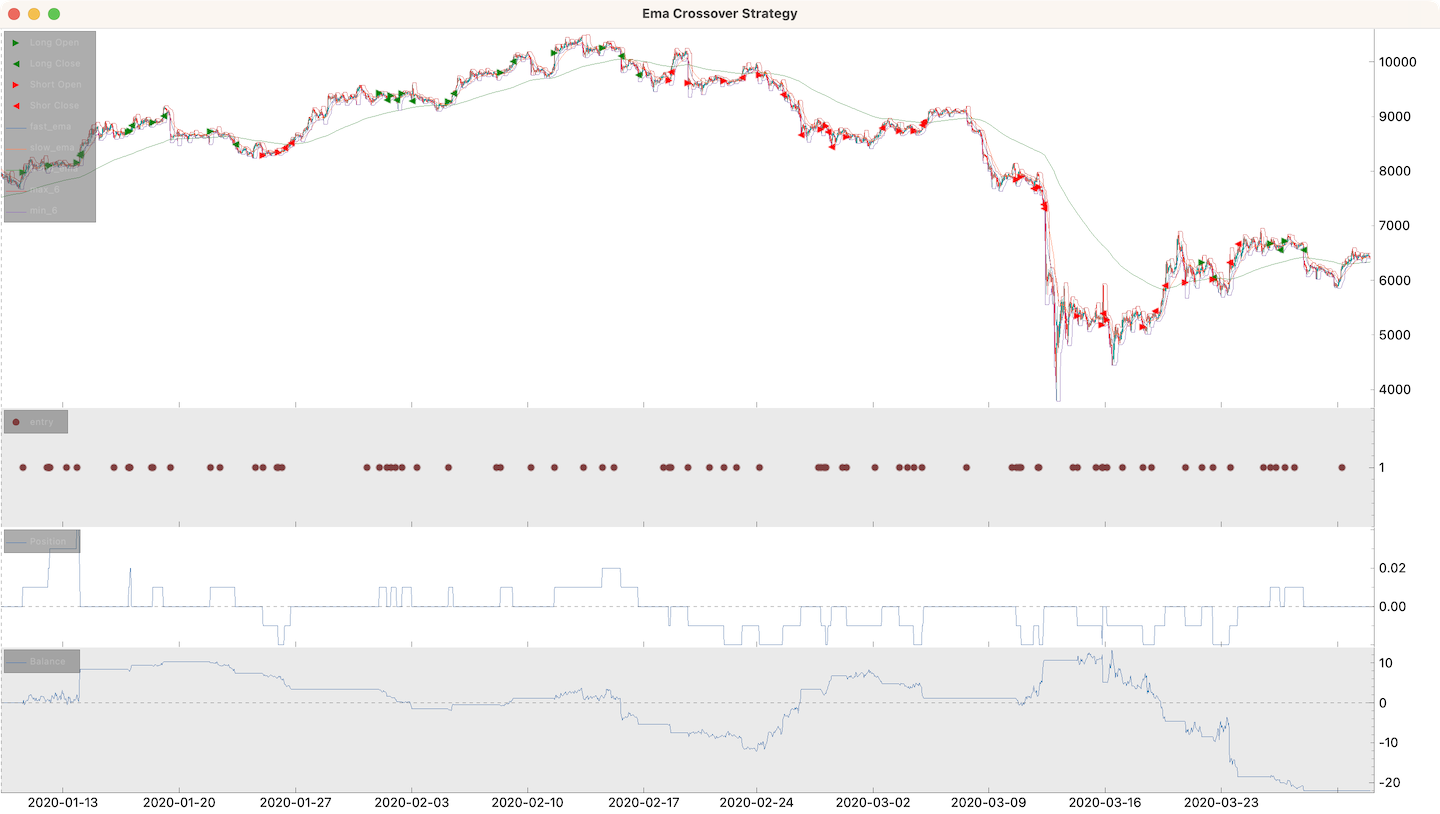 Ema Crossover Strategy
Long Open
Long Close
Short Open
Shor Close
fast_ema
slow_ema
max_6
min_6
10000
9000
8000
7000
6000
5000
4000
entry
1
Position
0.02
0.00
Balance
10
0
-10
-20
2020-01-13 2020-01-20 2020-01-27 2020-02-03 2020-02-10 2020-02-17 2020-02-24 2020-03-02 2020-03-09 2020-03-16 2020-03-23